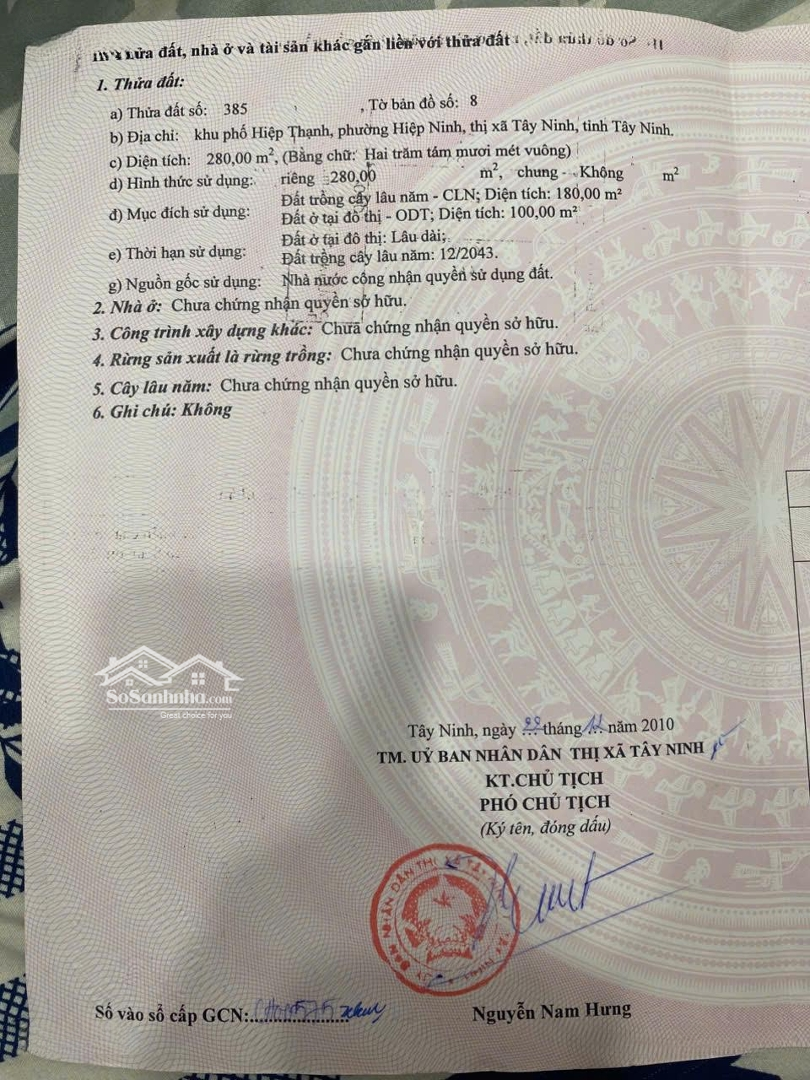 Thửa đất, nhà ở và tài sản khác gắn liền với thửa đất
1. Thửa đất:
a) Thửa đất số: 385 , Tờ bản đồ số: 8
b) Địa chỉ: khu phố Hiệp Thạnh, phường Hiệp Ninh, thị xã Tây Ninh, tỉnh Tây Ninh.
c) Diện tích: 280,00 m², (Bằng chữ: Hai trăm tám mươi mét vuông)
d) Hình thức sử dụng: riêng 280,00 m², chung - Không m²
đ) Mục đích sử dụng: Đất trồng cây lâu năm - CLN; Diện tích: 180,00 m²
Đất ở tại đô thị - ODT; Diện tích: 100,00 m²
e) Thời hạn sử dụng: Đất ở tại đô thị: Lâu dài;
Đất trồng cây lâu năm: 12/2043.
g) Nguồn gốc sử dụng: Nhà nước công nhận quyền sử dụng đất.
2. Nhà ở: Chưa chứng nhận quyền sở hữu.
3. Công trình xây dựng khác: Chưa chứng nhận quyền sở hữu.
4. Rừng sản xuất là rừng trồng: Chưa chứng nhận quyền sở hữu.
5. Cây lâu năm: Chưa chứng nhận quyền sở hữu.
6. Ghi chú: Không
SoSanhnha.com
Great choice for you
Tây Ninh, ngày tháng 12 năm 2010
TM. UỶ BAN NHÂN DÂN THỊ XÃ TÂY NINH
KT.CHỦ TỊCH
PHÓ CHỦ TỊCH
(Ký tên, đóng dấu)
Số vào sổ cấp GCN:
Nguyễn Nam Hưng